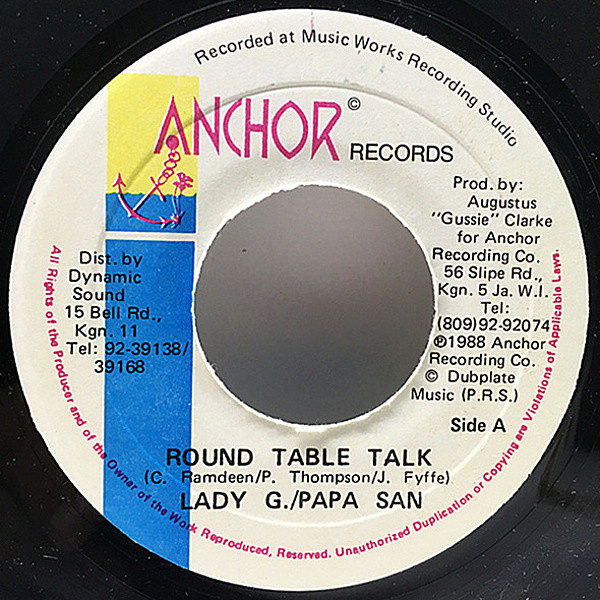 Recorded at Music Works Recording Studio
ANCHOR©
RECORDS
Prod. by:
Augustus
"Gussie" Clarke
for Anchor
Recording Co.
56 Slipe Rd.,
Kgn. 5 Ja. W.I.
Tel:
(809)92-92074
℗1988 Anchor
Recording Co.
© Dubplate
Music (P.R.S.)
Side A
Dist. by
Dynamic
Sound
15 Bell Rd.,
Kgn. 11
Tel: 92-39138/
39168
ROUND TABLE TALK
(C. Ramdeen/P. Thompson/J. Fyffe)
LADY G./PAPA SAN
All Rights of the Producer and of the Owner of the Work Reproduced, Reserved. Unauthorized Duplication or Copying are Violations of Applicable Laws.